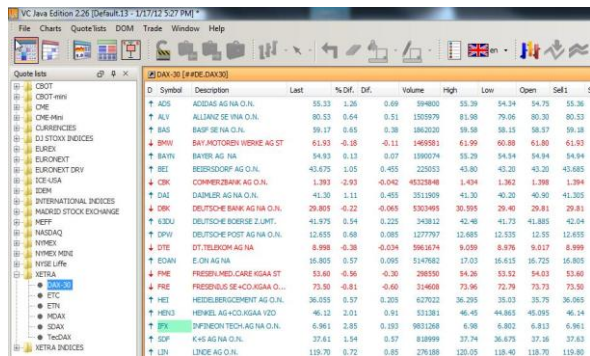 VC Java Edition 2.26 [Default.13 - 1/17/12 5:27 PM] *
File Charts Quote lists DOM Trade Window Help
en
Quote lists
DAX-30 [##DE.DAX30]
CBOT
CBOT-mini
CME
CME-Mini
CURRENCIES
DJ STOXX INDICES
EUREX
EURONEXT
EURONEXT DRV
ICE-USA
IDEM
INTERNATIONAL INDICES
MADRID STOCK EXCHANGE
MEFF
NASDAQ
NYMEX
NYMEX MINI
NYSE Liffe
XETRA
DAX-30
ETC
ETN
MDAX
SDAX
TecDAX
XETRA INDICES
D Symbol Description Last % Dif. Dif. Volume High Low Open Sell1
ADS ADIDAS AG NA O.N. 55.33 1.26 0.69 594800 55.39 54.34 54.75 55.36
ALV ALLIANZ SE VNA O.N. 80.53 0.64 0.51 1505979 81.98 79.06 80.30 80.53
BAS BASF SE NA O.N. 59.17 0.65 0.38 1862020 59.58 58.15 58.57 59.18
BMW BAY.MOTOREN WERKE AG ST 61.93 -0.18 -0.11 1469581 61.99 60.88 61.80 61.93
BAYN BAYER AG NA 54.93 0.13 0.07 1590074 55.29 54.54 54.94 54.94
BEI BEIERSDORF AG O.N. 43.675 1.05 0.455 225053 43.80 43.20 43.20 43.685
CBK COMMERZBANK AG O.N. 1.393 -2.93 -0.042 45325848 1.434 1.362 1.398 1.394
DAI DAIMLER AG NA O.N. 41.30 1.11 0.455 3511909 41.30 40.20 40.90 41.305
DBK DEUTSCHE BANK AG NA O.N. 29.805 -0.22 -0.065 5303495 30.595 29.40 29.81 29.81
63DU DEUTSCHE BOERSE Z.UMT. 41.975 0.54 0.225 343812 42.48 41.73 41.885 42.04
DPW DEUTSCHE POST AG NA O.N. 12.655 0.68 0.085 1277797 12.685 12.535 12.55 12.655
DTE DT.TELEKOM AG NA 8.998 -0.38 -0.034 5961674 9.059 8.976 9.017 8.999
EOAN E.ON AG NA 16.805 0.57 0.095 5147682 17.03 16.615 16.725 16.805
FME FRESEN.MED.CARE KGAA ST 53.60 -0.56 -0.30 298550 54.26 53.52 54.03 53.60
FRE FRESENIUS SE+CO.KGAA O... 73.50 -0.81 -0.60 314608 73.96 72.79 73.73 73.50
HEI HEIDELBERGCEMENT AG O.N. 36.055 0.57 0.205 627022 36.295 35.03 35.75 36.065
HEN3 HENKEL AG+CO.KGAA VZO 46.12 2.01 0.91 531381 46.45 44.865 45.095 46.14
IFX INFINEON TECH.AG NA O.N. 6.961 2.85 0.193 9831268 6.98 6.802 6.813 6.961
SDF K+S AG NA O.N. 37.61 1.54 0.57 818999 37.74 36.675 37.16 37.635
LIN LINDE AG O.N. 119.70 0.72 0.85 276188 120.05 118.40 118.70 119.80